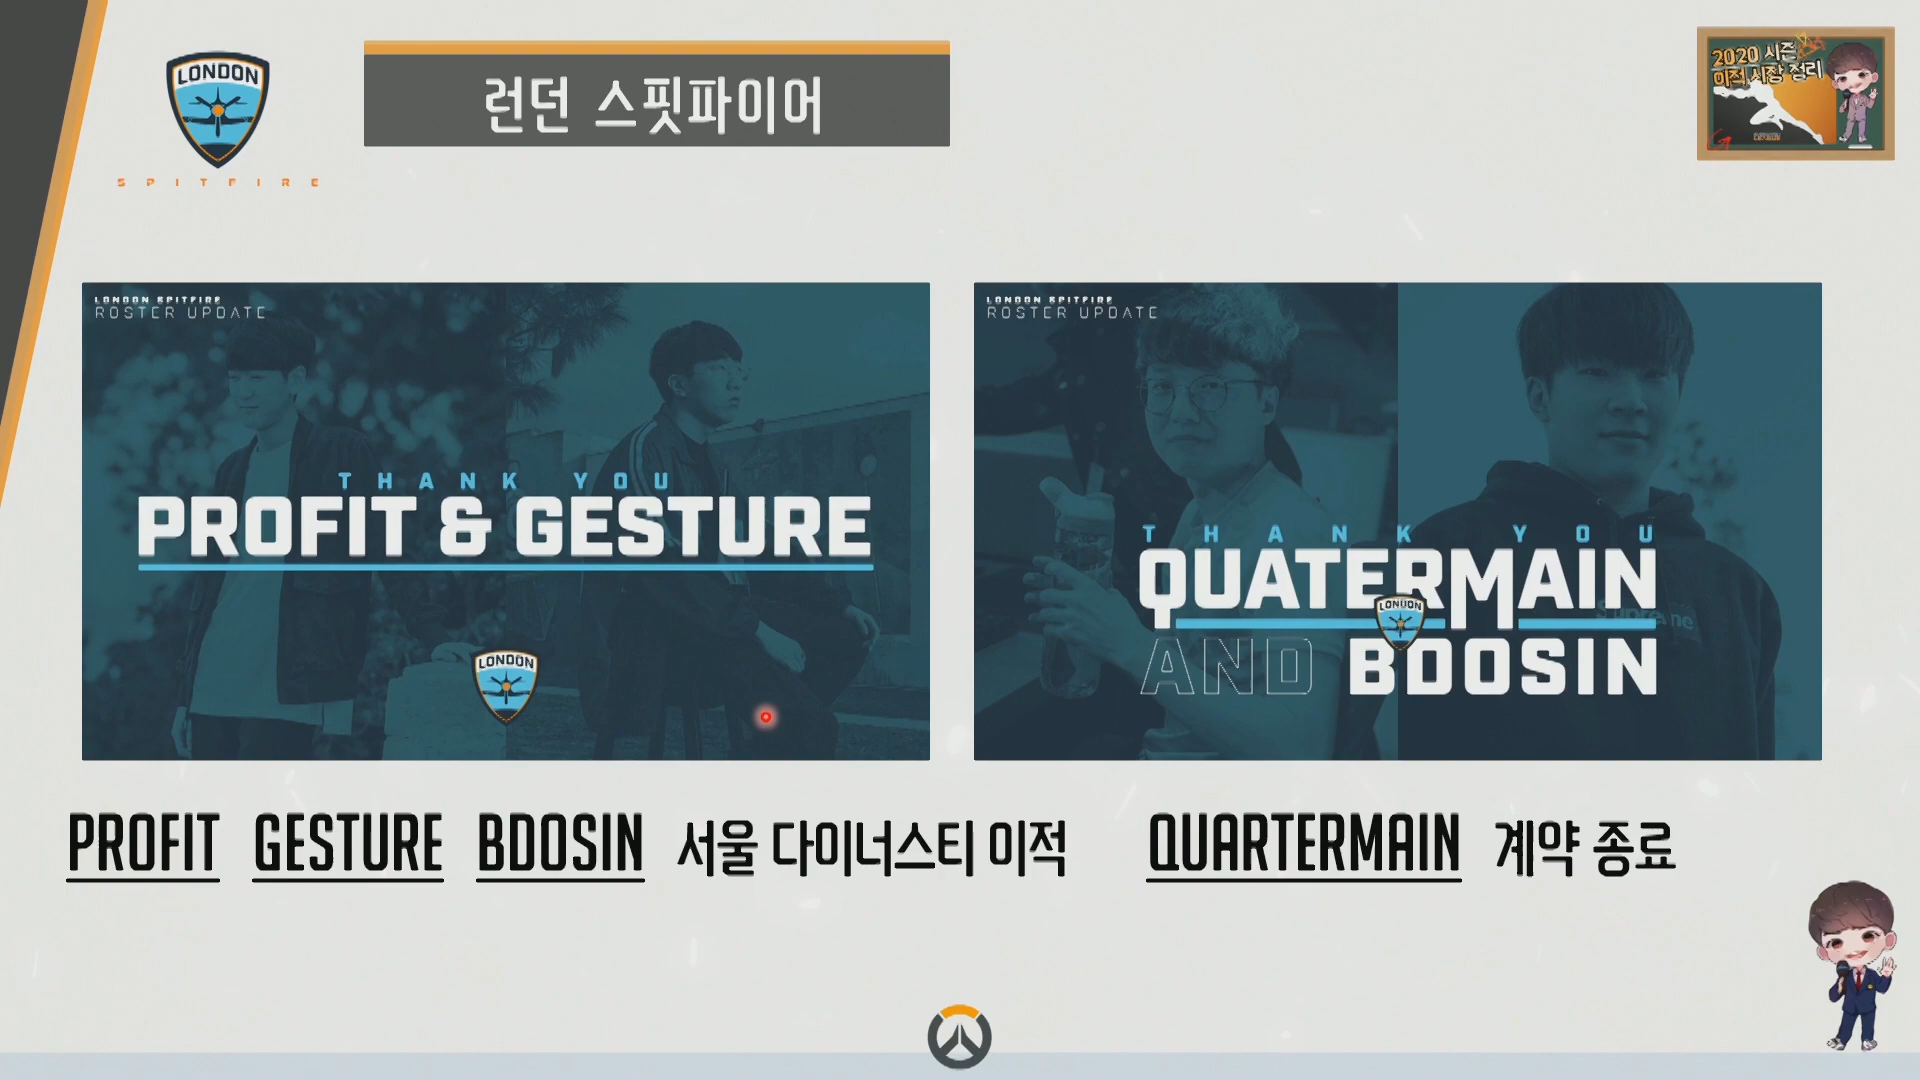 LONDON
SPITFIRE
런던 스핏파이어
2020 시즌
이적 시장 정리
LONDON SPITFIRE
ROSTER UPDATE
THANK YOU
PROFIT & GESTURE
LONDON
LONDON SPITFIRE
ROSTER UPDATE
THANK YOU
QUATERMAIN
LONDON
AND BDOSIN
Supreme
PROFIT GESTURE BDOSIN 서울 다이너스티 이적
QUARTERMAIN 계약 종료